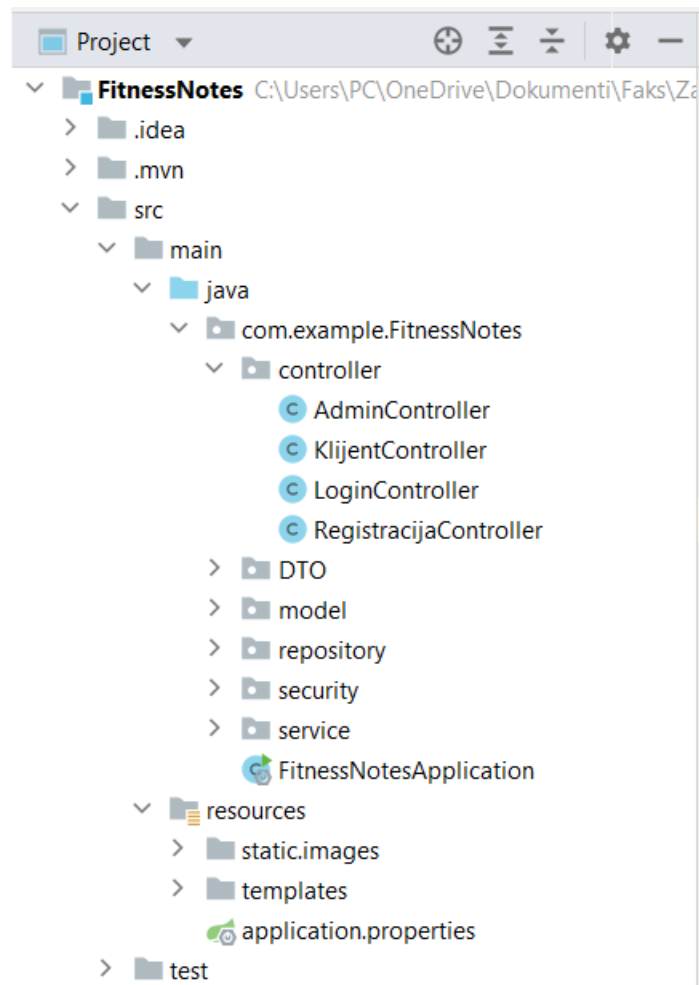 Project
FitnessNotes C:\Users\PC\OneDrive\Dokumenti\Faks\Za
.idea
.mvn
src
main
java
com.example.FitnessNotes
controller
C AdminController
C KlijentController
C LoginController
C RegistracijaController
DTO
model
repository
security
service
FitnessNotesApplication
resources
static.images
templates
application.properties
test